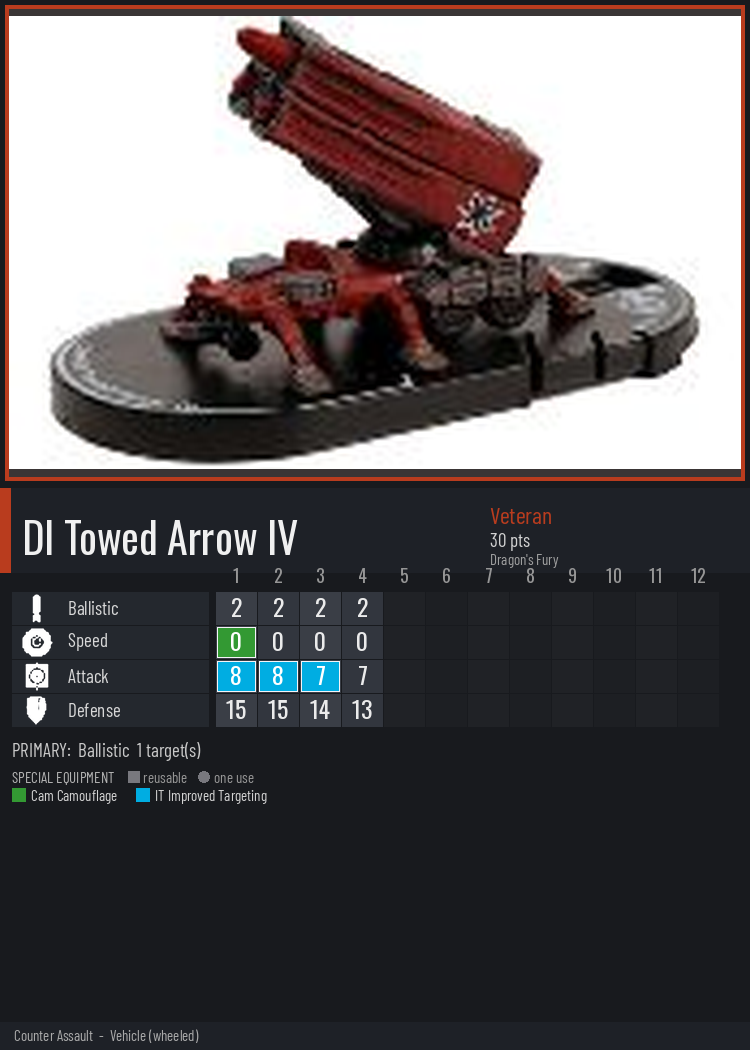 DI Towed Arrow IV
Veteran
30 pts
Dragon's Fury
1 2 3 4 5 6 7 8 9 10 11 12
Ballistic 2 2 2 2
Speed 0 0 0 0
Attack 8 8 7 7
Defense 15 15 14 13
PRIMARY: Ballistic 1 target(s)
SPECIAL EQUIPMENT reusable one use
Cam Camouflage IT Improved Targeting
Counter Assault - Vehicle (wheeled)